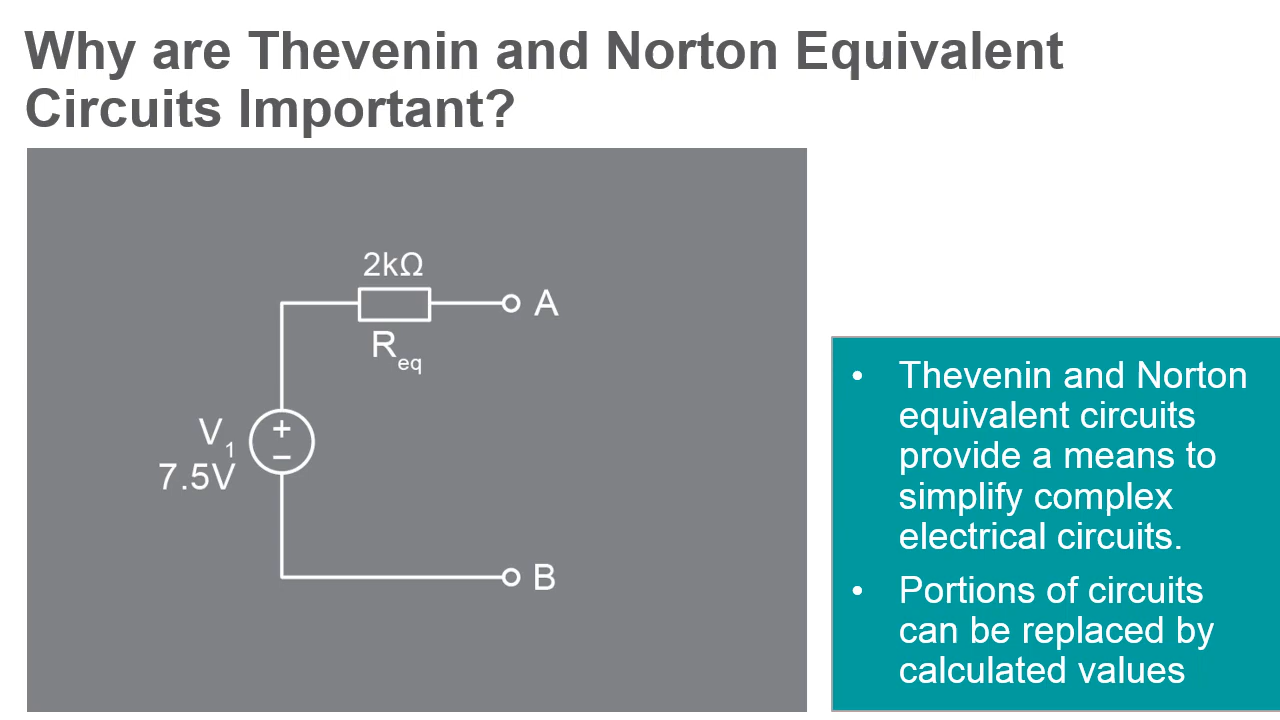 Why are Thevenin and Norton Equivalent
Circuits Important?
2kΩ
A
Req
V1
+
−
7.5V
B
• Thevenin and Norton
equivalent circuits
provide a means to
simplify complex
electrical circuits.
• Portions of circuits
can be replaced by
calculated values